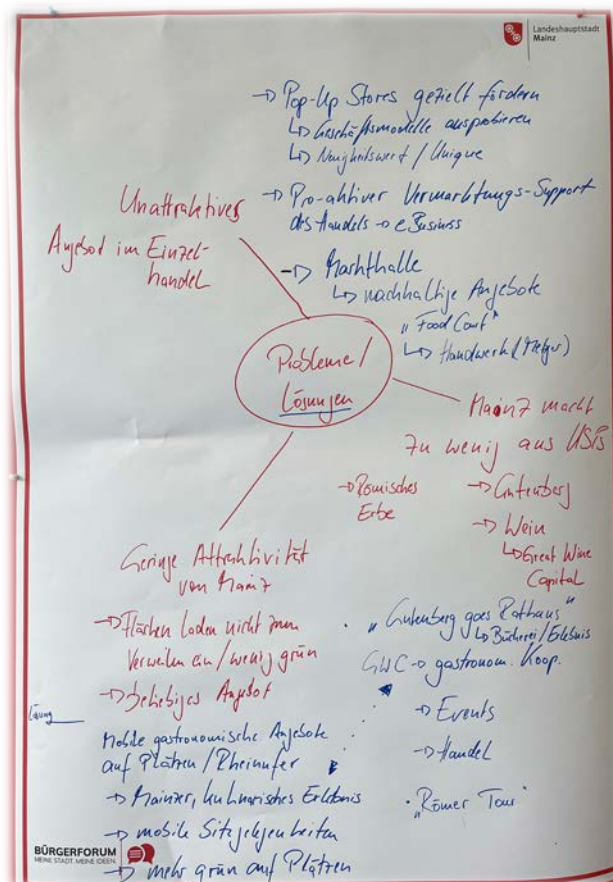 Landeshauptstadt
Mainz
→ Pop-Up Stores gezielt fördern
↳ Geschäftsmodelle ausprobieren
↳ Neuigkeitswert / Unique
→ Pro-aktiver Vermarktungs-Support
des Handels → eBusiness
→ Markthalle
↳ nachhaltige Angebote
"Food Court"
↳ Handwerk (Metzger)
Unattraktives
Angebot im Einzel-
handel
Probleme /
Lösungen
Mainz macht
zu wenig aus USPs
→ Römisches
Erbe
→ Gutenberg
→ Wein
↳ Great Wine
Capital
Geringe Attraktivität
von Mainz
→ Flächen laden nicht zum
Verweilen ein / wenig grün
→ beliebiges Angebot
Lösung
Mobile gastronomische Angebote
auf Plätzen / Rheinufer
→ Mainzer, kulinarisches Erlebnis
→ mobile Sitzgelegenheiten
→ mehr grün auf Plätzen
• "Gutenberg goes Rathaus"
↳ Bücherei / Erlebnis
GWC → gastronom. Koop.
→ Events
→ Handel
• "Römer Tour"
BÜRGERFORUM
MEINE STADT. MEINE IDEEN.